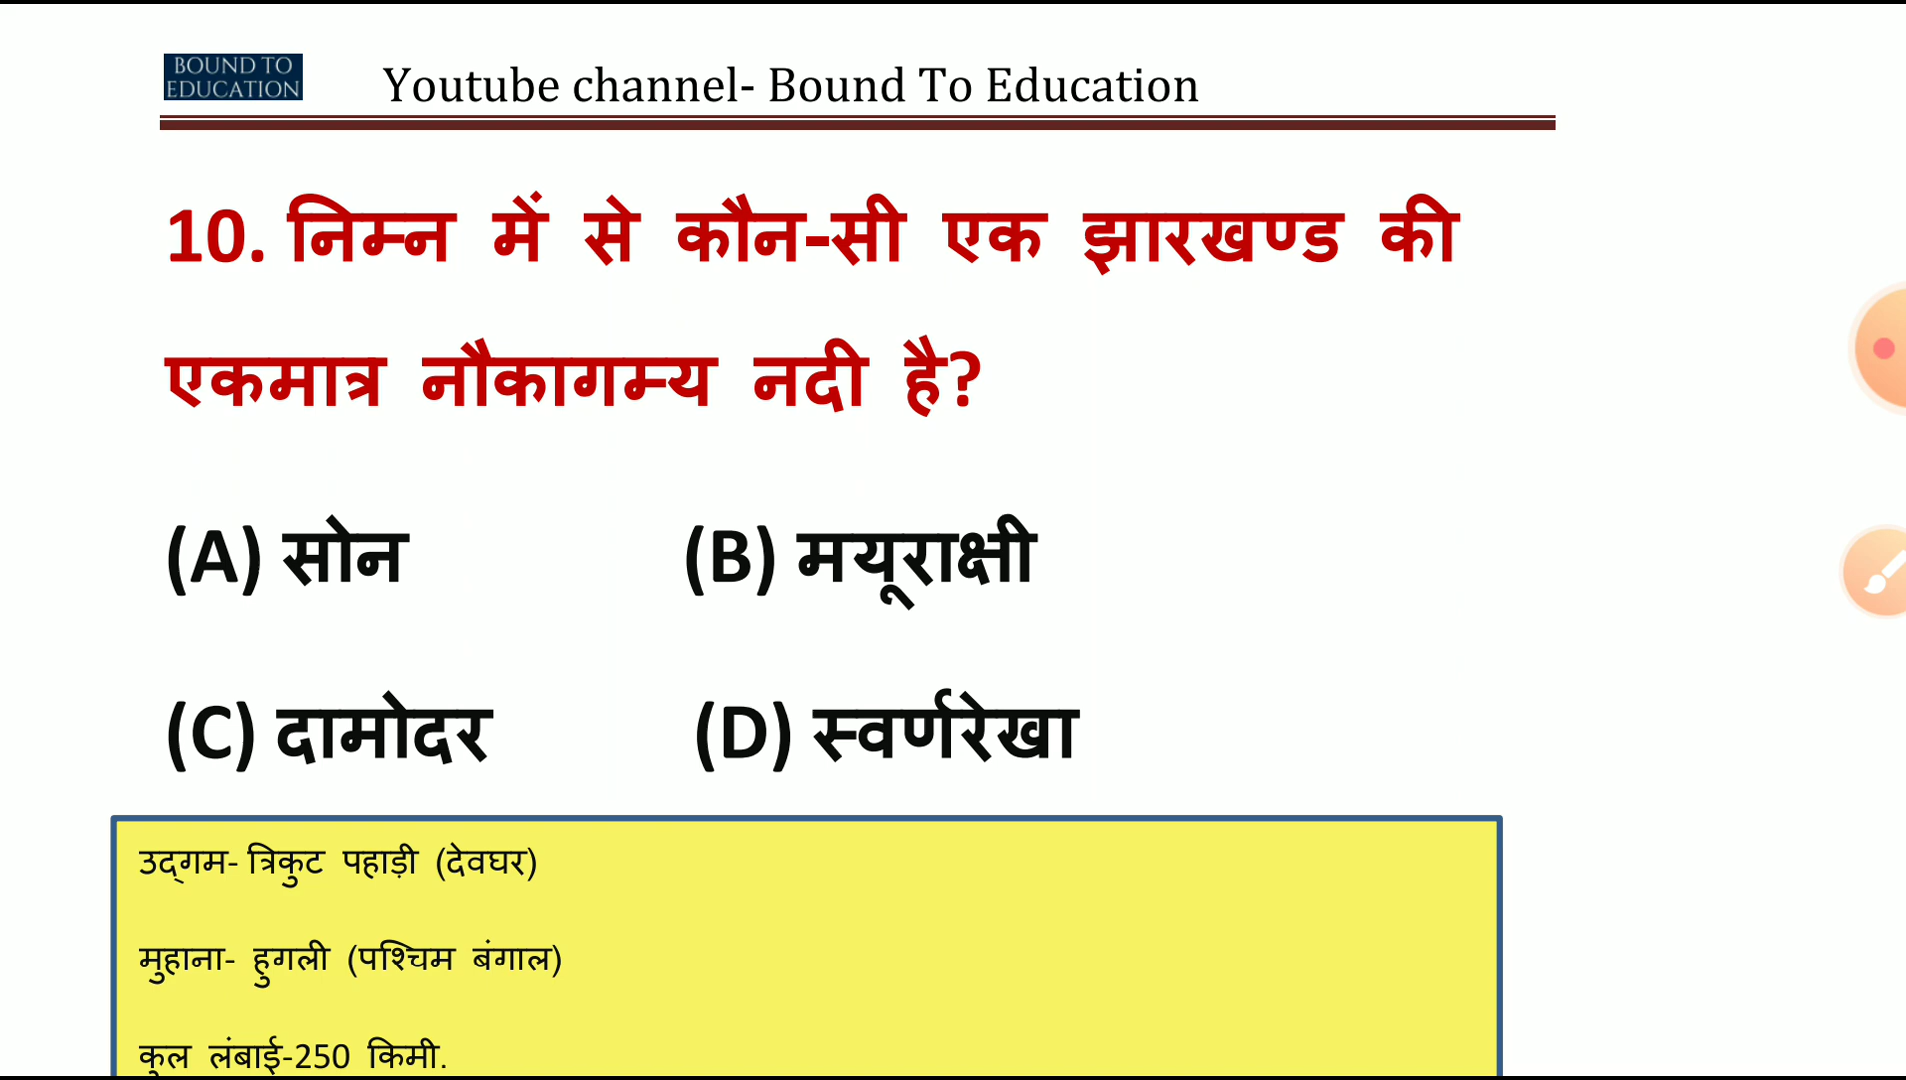 BOUND TO
EDUCATION
Youtube channel- Bound To Education
10. निम्न में से कौन-सी एक झारखण्ड की
एकमात्र नौकागम्य नदी है?
(A) सोन (B) मयूराक्षी
(C) दामोदर (D) स्वर्णरेखा
उद्गम- त्रिकुट पहाड़ी (देवघर)
मुहाना- हुगली (पश्चिम बंगाल)
कुल लंबाई-250 किमी.